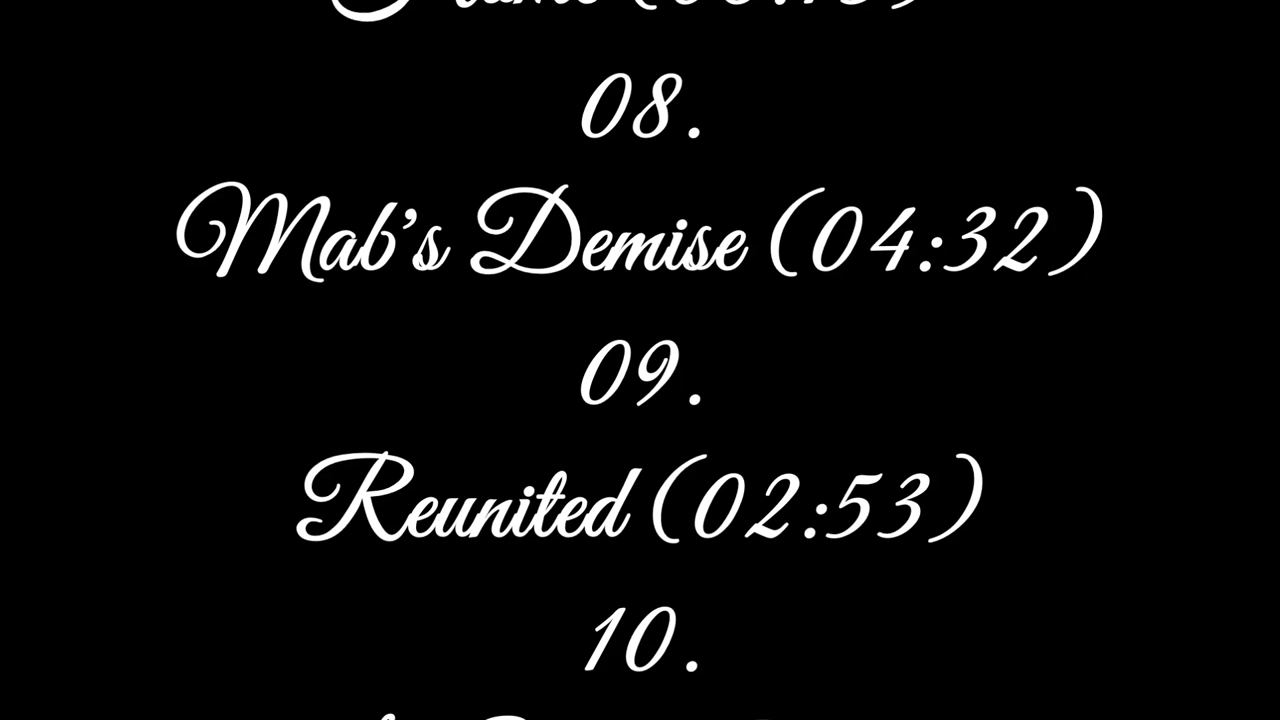 08.
Mab's Demise (04:32)
09.
Reunited (02:53)
10.